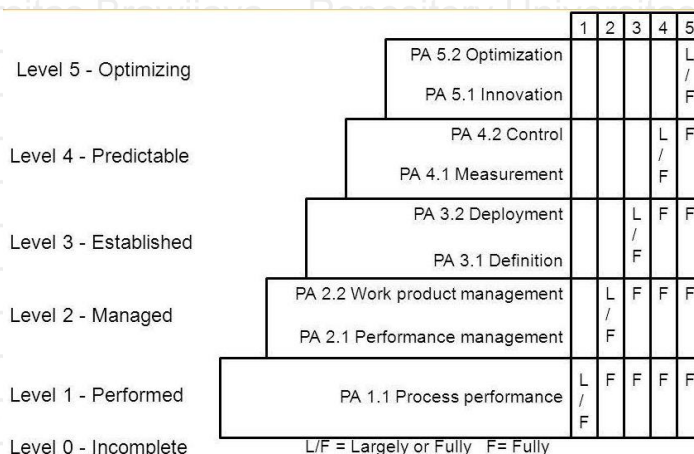 1 2 3 4 5
Level 5 - Optimizing
PA 5.2 Optimization
PA 5.1 Innovation
L / F
Level 4 - Predictable
PA 4.2 Control
PA 4.1 Measurement
L / F F
Level 3 - Established
PA 3.2 Deployment
PA 3.1 Definition
L / F F F
Level 2 - Managed
PA 2.2 Work product management
PA 2.1 Performance management
L / F F F F
Level 1 - Performed
PA 1.1 Process performance
L / F F F F F
Level 0 - Incomplete
L/F = Largely or Fully F= Fully